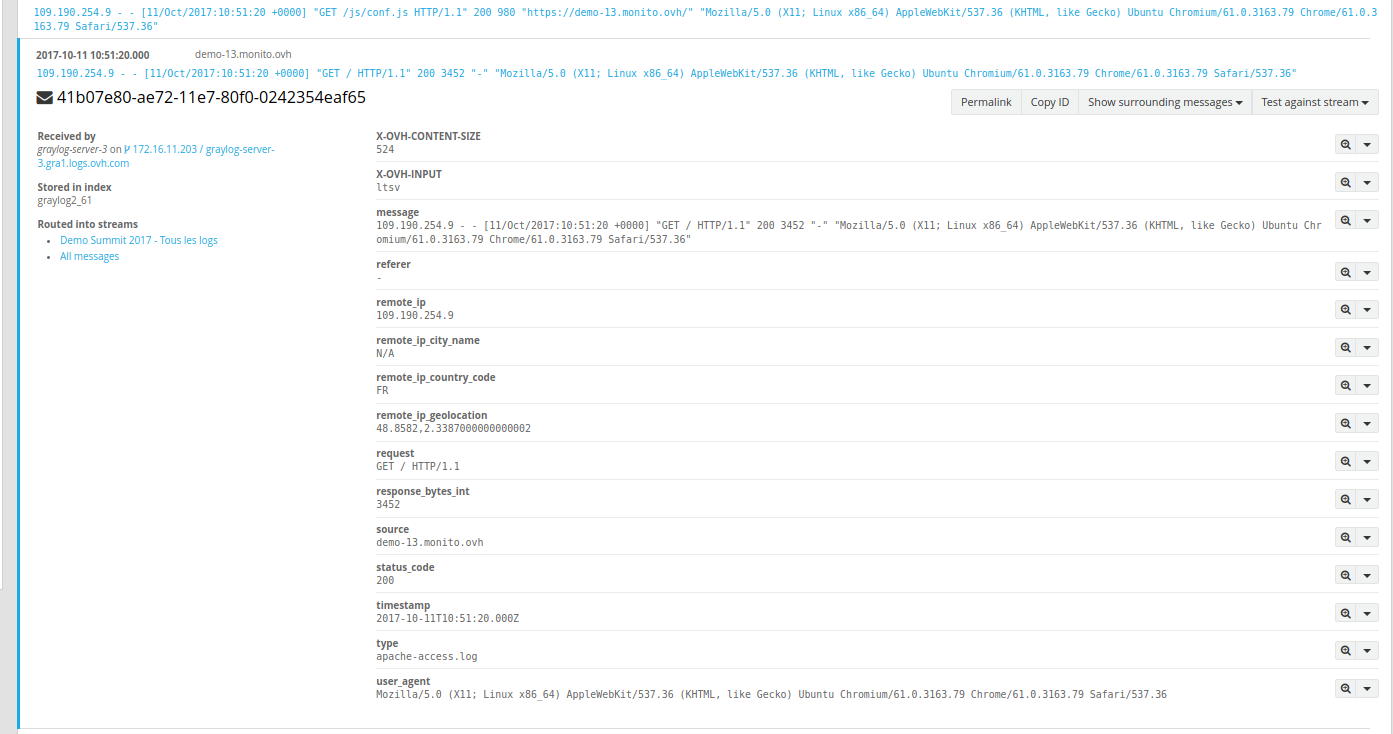 109.190.254.9 - - [11/Oct/2017:10:51:20 +0000] "GET /js/conf.js HTTP/1.1" 200 980 "https://demo-13.monito.ovh/" "Mozilla/5.0 (X11; Linux x86_64) AppleWebKit/537.36 (KHTML, like Gecko) Ubuntu Chromium/61.0.3163.79 Chrome/61.0.3
163.79 Safari/537.36"
2017-10-11 10:51:20.000 demo-13.monito.ovh
109.190.254.9 - - [11/Oct/2017:10:51:20 +0000] "GET / HTTP/1.1" 200 3452 "-" "Mozilla/5.0 (X11; Linux x86_64) AppleWebKit/537.36 (KHTML, like Gecko) Ubuntu Chromium/61.0.3163.79 Chrome/61.0.3163.79 Safari/537.36"
41b07e80-ae72-11e7-80f0-0242354eaf65
Permalink Copy ID Show surrounding messages Test against stream
Received by
graylog-server-3 on 172.16.11.203 / graylog-server-
3.gra1.logs.ovh.com
Stored in index
graylog2_61
Routed into streams
Demo Summit 2017 - Tous les logs
All messages
X-OVH-CONTENT-SIZE
524
X-OVH-INPUT
ltsv
message
109.190.254.9 - - [11/Oct/2017:10:51:20 +0000] "GET / HTTP/1.1" 200 3452 "-" "Mozilla/5.0 (X11; Linux x86_64) AppleWebKit/537.36 (KHTML, like Gecko) Ubuntu Chr
omium/61.0.3163.79 Chrome/61.0.3163.79 Safari/537.36"
referer
-
remote_ip
109.190.254.9
remote_ip_city_name
N/A
remote_ip_country_code
FR
remote_ip_geolocation
48.8582,2.3387000000000002
request
GET / HTTP/1.1
response_bytes_int
3452
source
demo-13.monito.ovh
status_code
200
timestamp
2017-10-11T10:51:20.000Z
type
apache-access.log
user_agent
Mozilla/5.0 (X11; Linux x86_64) AppleWebKit/537.36 (KHTML, like Gecko) Ubuntu Chromium/61.0.3163.79 Chrome/61.0.3163.79 Safari/537.36